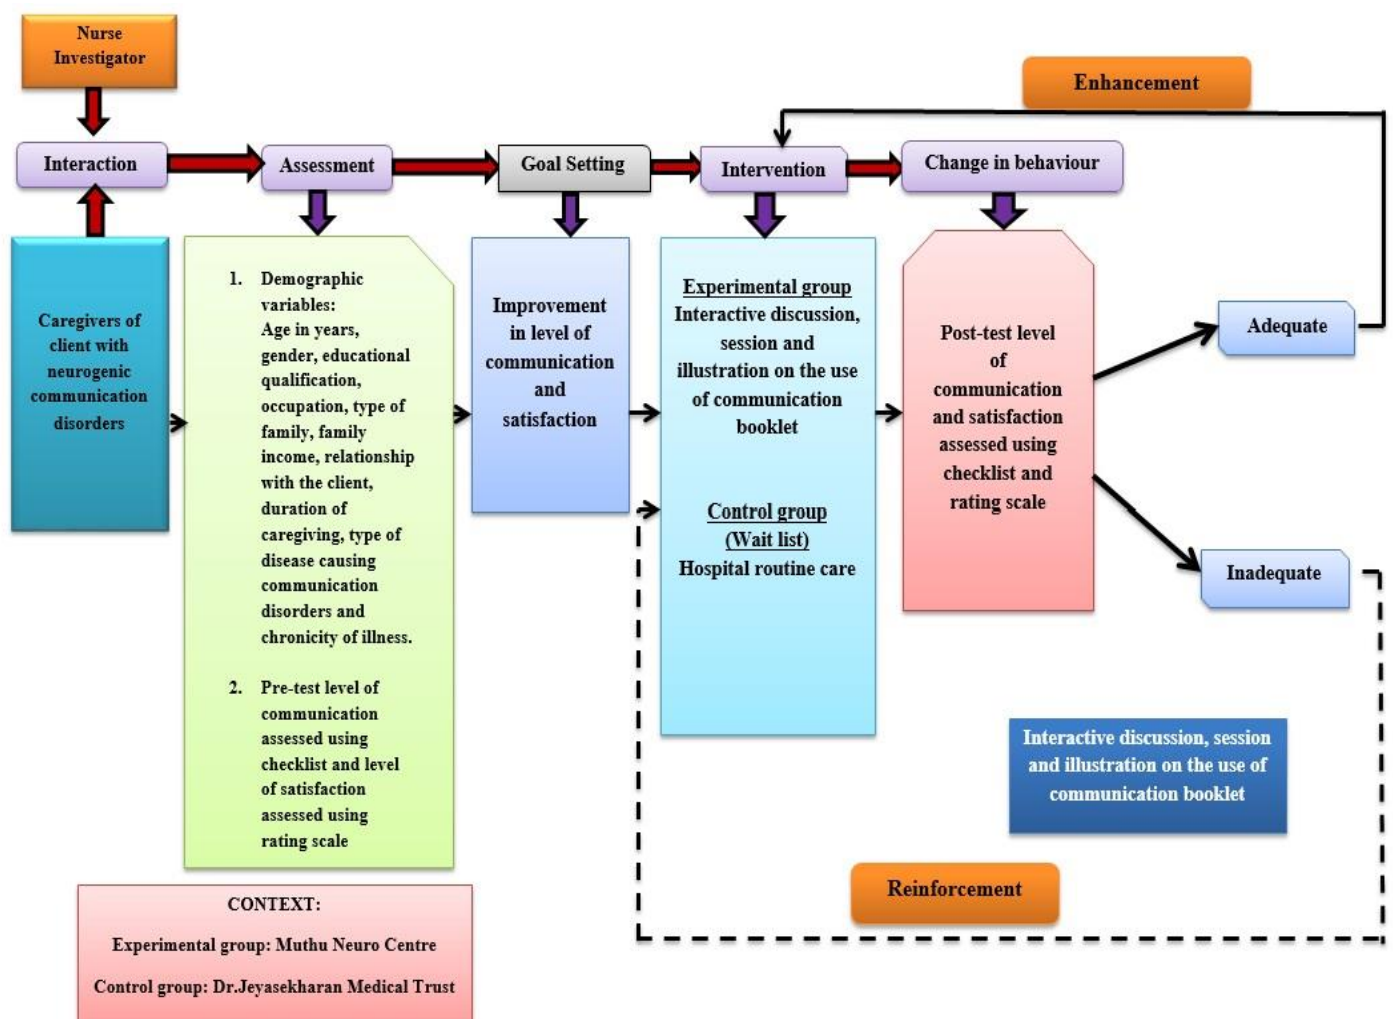 Nurse
Investigator
Enhancement
Interaction
Assessment
Goal Setting
Intervention
Change in behaviour
Caregivers of
client with
neurogenic
communication
disorders
1. Demographic
variables:
Age in years,
gender, educational
qualification,
occupation, type of
family, family
income, relationship
with the client,
duration of
caregiving, type of
disease causing
communication
disorders and
chronicity of illness.
2. Pre-test level of
communication
assessed using
checklist and level
of satisfaction
assessed using
rating scale
Improvement
in level of
communication
and
satisfaction
Experimental group
Interactive discussion,
session and
illustration on the use
of communication
booklet
Control group
(Wait list)
Hospital routine care
Post-test level
of
communication
and satisfaction
assessed using
checklist and
rating scale
Adequate
Inadequate
Interactive discussion, session
and illustration on the use of
communication booklet
Reinforcement
CONTEXT:
Experimental group: Muthu Neuro Centre
Control group: Dr.Jeyasekharan Medical Trust